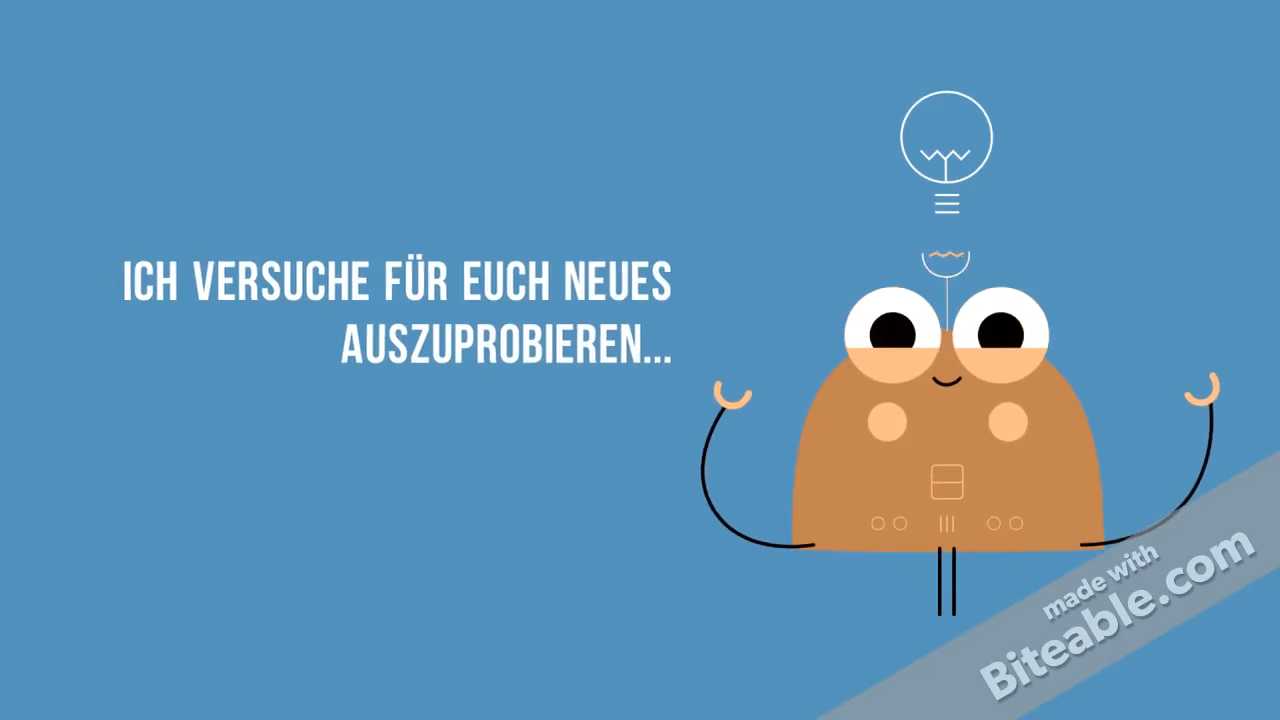 ICH VERSUCHE FÜR EUCH NEUES
AUSZUPROBIEREN...
made with
Biteable.com